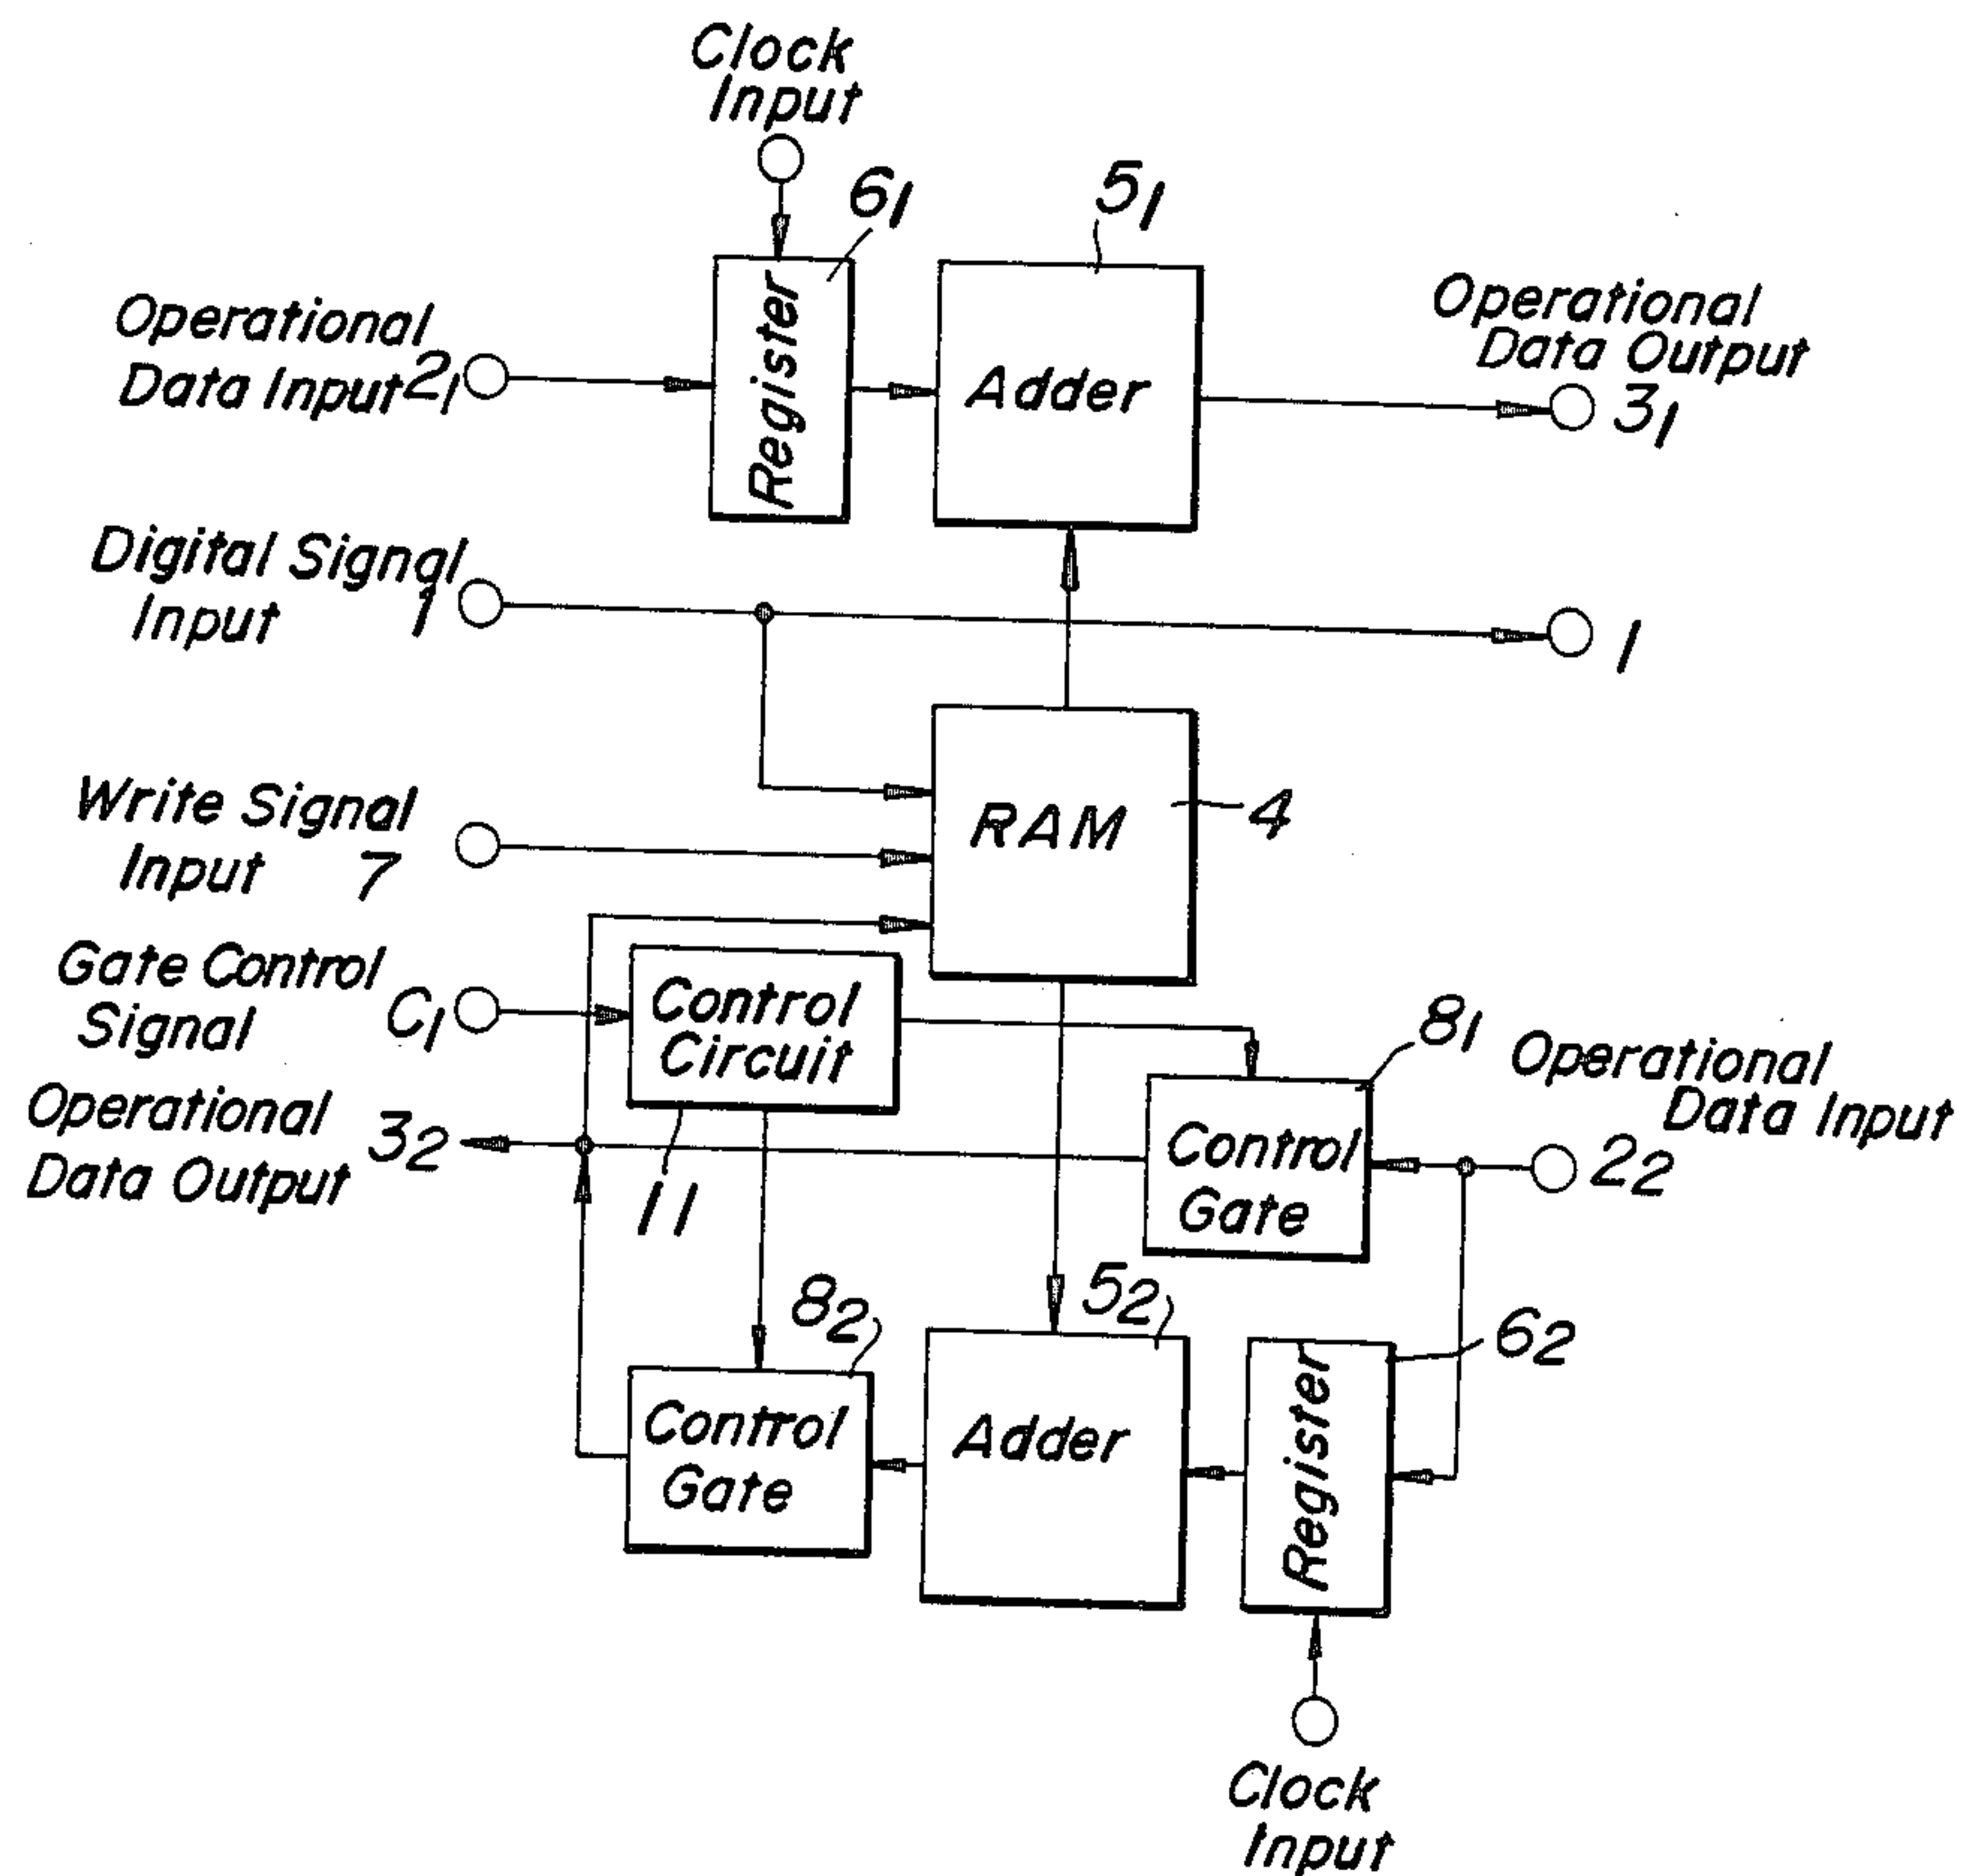 Clock
Input
6₁
5₁
Register
Adder
Operational
Data Input 2₁
Operational
Data Output
3₁
Digital Signal
Input 1
1
Write Signal
Input 7
RAM
4
Gate Control
Signal C₁
Control
Circuit
11
8₁
Operational
Data Input
2₂
Operational
Data Output 3₂
Control
Gate
8₂
5₂
6₂
Control
Gate
Adder
Register
Clock
Input